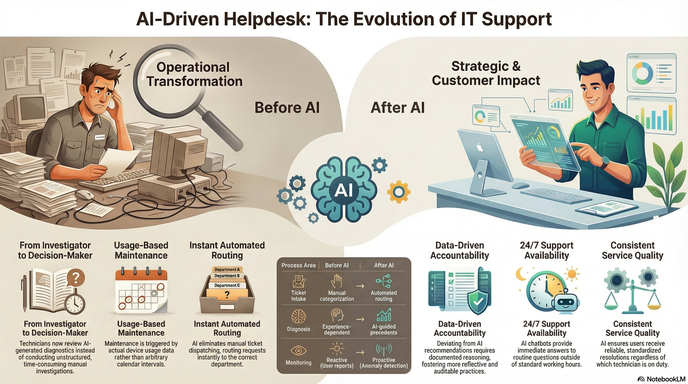 AI-Driven Helpdesk: The Evolution of IT Support
Operational
Transformation
Before AI
After AI
Strategic &
Customer Impact
AI
From Investigator
to Decision-Maker
From Investigator
to Decision-Maker
Technicians now review AI-
generated diagnostics instead
of conducting unstructured,
time-consuming manual
investigations.
Usage-Based
Maintenance
Usage-Based
Maintenance
Maintenance is triggered by
actual device usage data
rather than arbitrary
calendar intervals.
Instant Automated
Routing
Department A
Department B
Department C
Instant Automated
Routing
AI eliminates manual ticket
dispatching, routing requests
instantly to the correct
department.
Process Area
Before AI
After AI
Ticket
Intake
Manual
categorization
Automated
routing
Diagnosis
Experience-
dependent
AI-guided
precedents
Monitoring
Reactive
(User reports)
Proactive
(Anomaly detection)
Data-Driven
Accountability
Data-Driven
Accountability
Deviating from AI
recommendations requires
documented reasoning,
fostering more reflective
and auditable practices.
24/7 Support
Availability
24/7 Support
Availability
AI chatbots provide
immediate answers to
routine questions outside
of standard working hours.
Consistent
Service Quality
Consistent
Service Quality
AI ensures users receive
reliable, standardized
resolutions regardless of
which technician is on duty.
NotebookLM